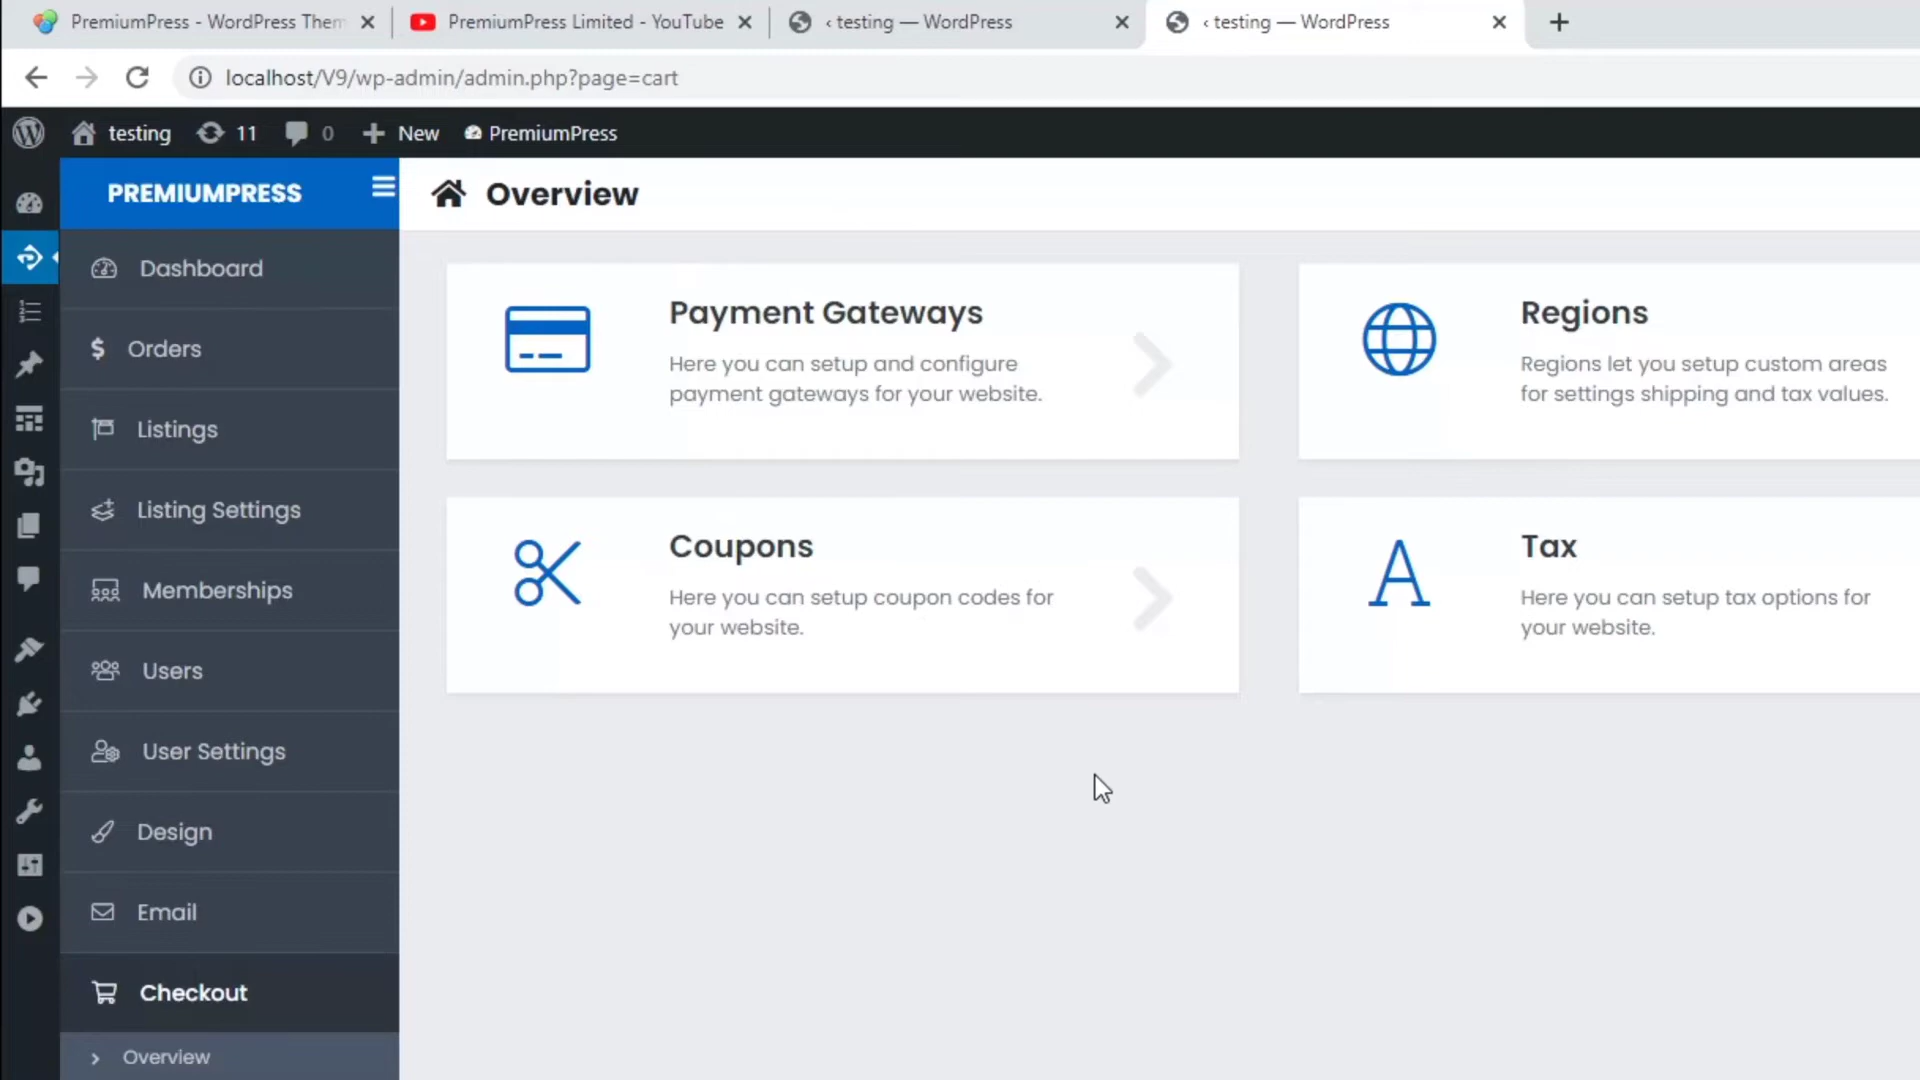 PremiumPress - WordPress Them
PremiumPress Limited - YouTube
‹ testing — WordPress
‹ testing — WordPress
localhost/V9/wp-admin/admin.php?page=cart
testing
11
0
New
PremiumPress
PREMIUMPRESS
Overview
Dashboard
Orders
Listings
Listing Settings
Memberships
Users
User Settings
Design
Email
Checkout
Overview
Payment Gateways
Here you can setup and configure
payment gateways for your website.
Regions
Regions let you setup custom areas
for settings shipping and tax values.
Coupons
Here you can setup coupon codes for
your website.
Tax
Here you can setup tax options for
your website.